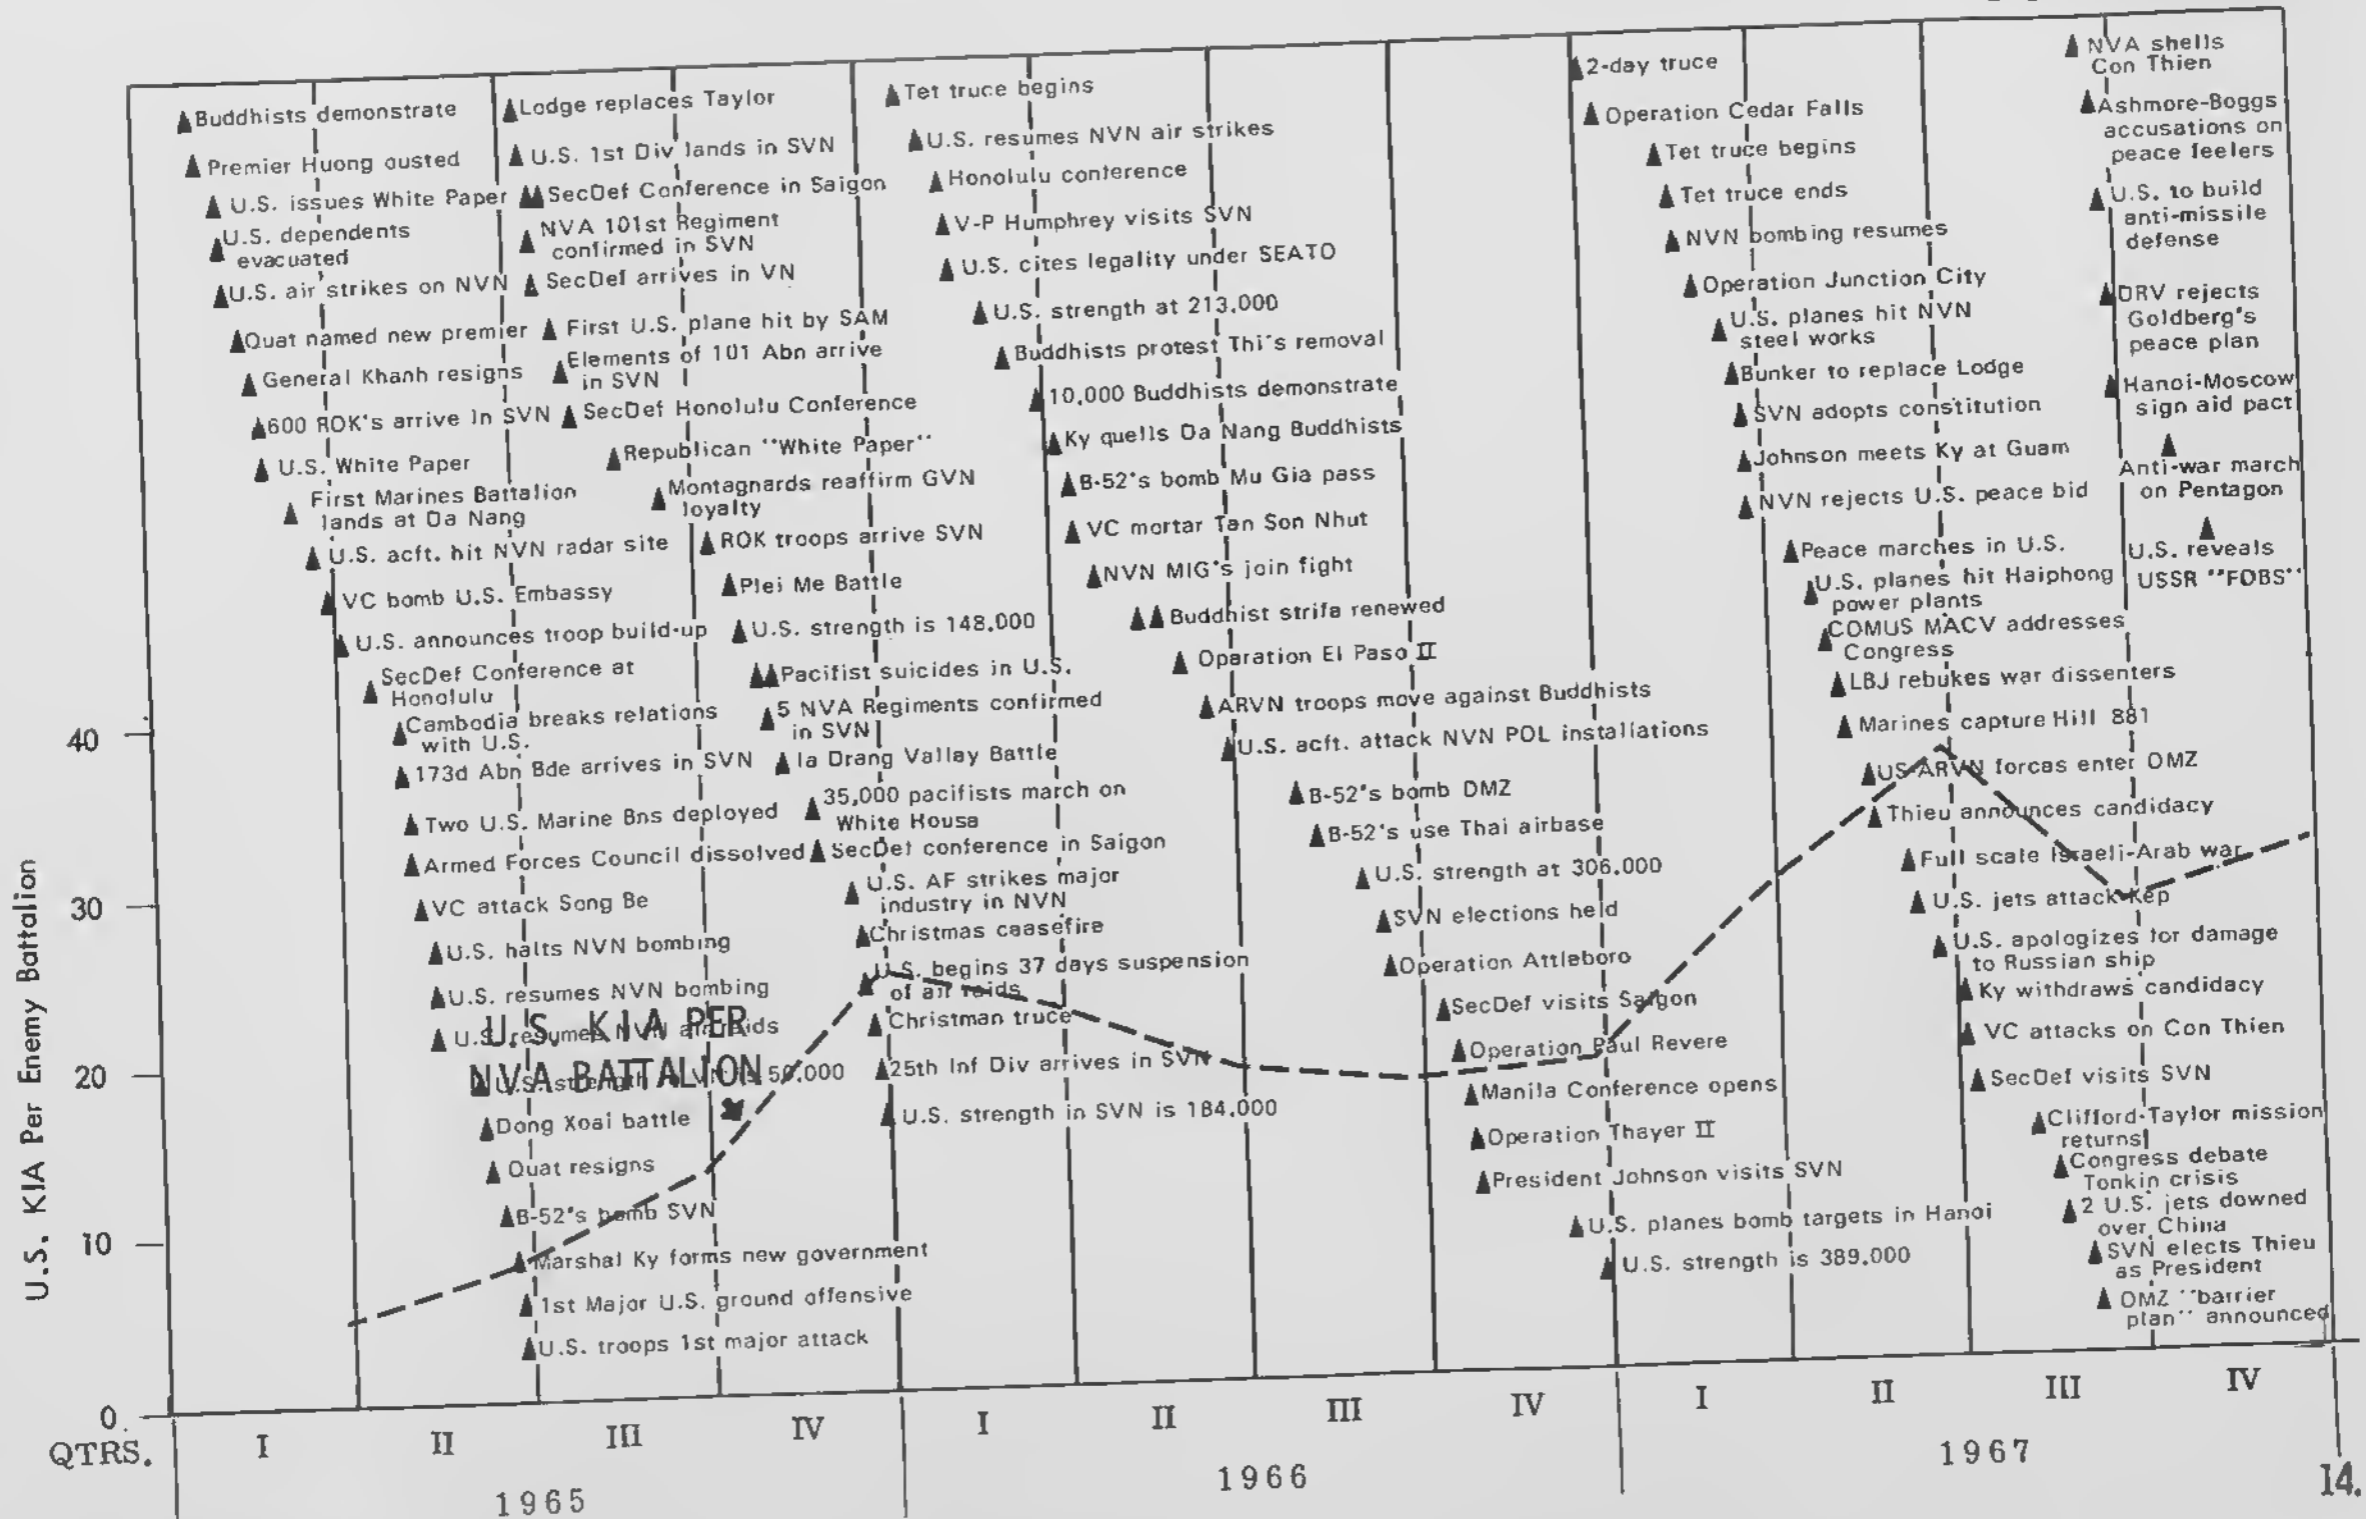 Buddhists demonstrate
Premier Huong ousted
U.S. issues White Paper
U.S. dependents
evacuated
U.S. air strikes on NVN
Quat named new premier
General Khanh resigns
600 ROK's arrive in SVN
U.S. White Paper
First Marines Battalion
lands at Da Nang
U.S. acft. hit NVN radar site
VC bomb U.S. Embassy
U.S. announces troop build-up
SecDef Conference at
Honolulu
Cambodia breaks relations
with U.S.
173d Abn Bde arrives in SVN
Two U.S. Marine Bns deployed
Armed Forces Council dissolved
VC attack Song Be
U.S. halts NVN bombing
U.S. resumes NVN bombing
U.S. resumes NVN air raids
U.S. KIA PER
NVA BATTALION
U.S. strength 50,000
Dong Xoai battle
Quat resigns
B-52's bomb SVN
Marshal Ky forms new government
1st Major U.S. ground offensive
U.S. troops 1st major attack
Lodge replaces Taylor
U.S. 1st Div lands in SVN
SecDef Conference in Saigon
NVA 101st Regiment
confirmed in SVN
SecDef arrives in VN
First U.S. plane hit by SAM
Elements of 101 Abn arrive
in SVN
SecDef Honolulu Conference
Republican "White Paper"
Montagnards reaffirm GVN
loyalty
ROK troops arrive SVN
Plei Me Battle
U.S. strength is 148,000
Pacifist suicides in U.S.
5 NVA Regiments confirmed
in SVN
Ia Drang Valley Battle
35,000 pacifists march on
White House
SecDef conference in Saigon
U.S. AF strikes major
industry in NVN
Christmas ceasefire
U.S. begins 37 days suspension
of air raids
Christman truce
25th Inf Div arrives in SVN
U.S. strength in SVN is 184,000
Tet truce begins
U.S. resumes NVN air strikes
Honolulu conference
V-P Humphrey visits SVN
U.S. cites legality under SEATO
U.S. strength at 213,000
Buddhists protest Thi's removal
10,000 Buddhists demonstrate
Ky quells Da Nang Buddhists
B-52's bomb Mu Gia pass
VC mortar Tan Son Nhut
NVN MIG's join fight
Buddhist strife renewed
Operation El Paso II
ARVN troops move against Buddhists
U.S. acft. attack NVN POL installations
B-52's bomb DMZ
B-52's use Thai airbase
U.S. strength at 306,000
SVN elections held
Operation Attleboro
SecDef visits Saigon
Operation Paul Revere
Manila Conference opens
Operation Thayer II
President Johnson visits SVN
U.S. planes bomb targets in Hanoi
U.S. strength is 389,000
2-day truce
Operation Cedar Falls
Tet truce begins
Tet truce ends
NVN bombing resumes
Operation Junction City
U.S. planes hit NVN
steel works
Bunker to replace Lodge
SVN adopts constitution
Johnson meets Ky at Guam
NVN rejects U.S. peace bid
Peace marches in U.S.
U.S. planes hit Haiphong
power plants
COMUS MACV addresses
Congress
LBJ rebukes war dissenters
Marines capture Hill 881
US-ARVN forces enter DMZ
Thieu announces candidacy
Full scale Israeli-Arab war
U.S. jets attack Kep
U.S. apologizes for damage
to Russian ship
Ky withdraws candidacy
VC attacks on Con Thien
SecDef visits SVN
Clifford-Taylor mission
returns
Congress debate
Tonkin crisis
2 U.S. jets downed
over China
SVN elects Thieu
as President
DMZ "barrier
plan" announced
NVA shells
Con Thien
Ashmore-Boggs
accusations on
peace feelers
U.S. to build
anti-missile
defense
DRV rejects
Goldberg's
peace plan
Hanoi-Moscow
sign aid pact
Anti-war march
on Pentagon
U.S. reveals
USSR "FOBS"
U.S. KIA Per Enemy Battalion
40
30
20
10
0
QTRS.
I II III IV I II III IV I II III IV
1965 1966 1967
14.